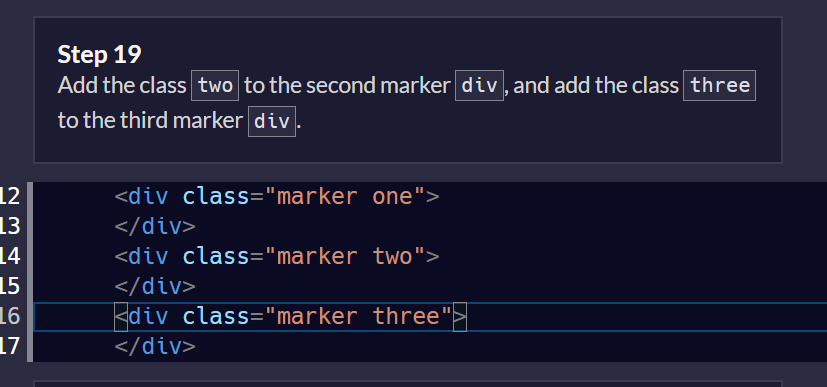 Step 19
Add the class two to the second marker div, and add the class three
to the third marker div.
12 <div class="marker one">
13 </div>
14 <div class="marker two">
15 </div>
16 <div class="marker three">
17 </div>